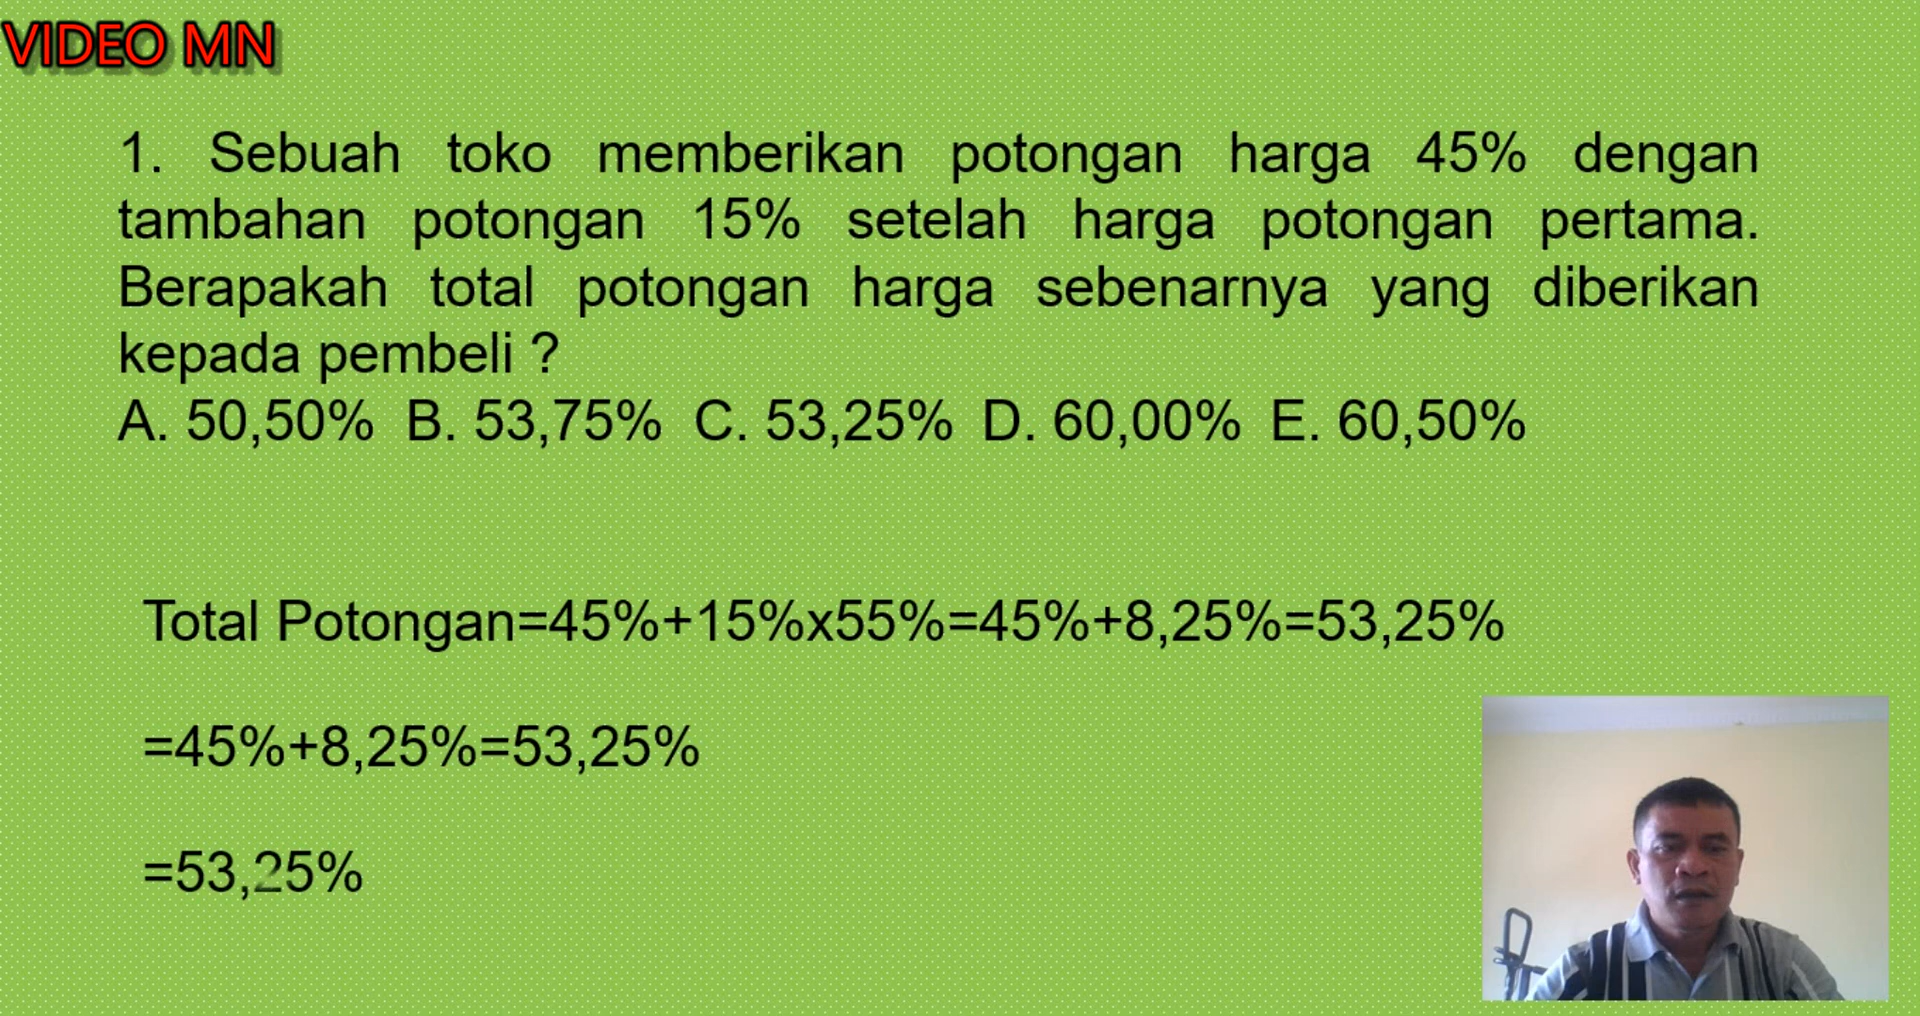 VIDEO MN
1. Sebuah toko memberikan potongan harga 45% dengan
tambahan potongan 15% setelah harga potongan pertama.
Berapakah total potongan harga sebenarnya yang diberikan
kepada pembeli ?
A. 50,50% B. 53,75% C. 53,25% D. 60,00% E. 60,50%
Total Potongan=45%+15%x55%=45%+8,25%=53,25%
=45%+8,25%=53,25%
=53,25%